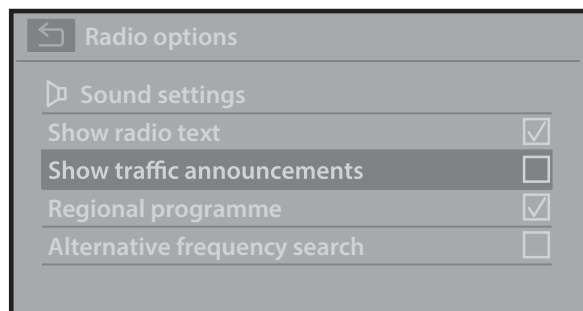 Radio options
Sound settings
Show radio text
Show traffic announcements
Regional programme
Alternative frequency search